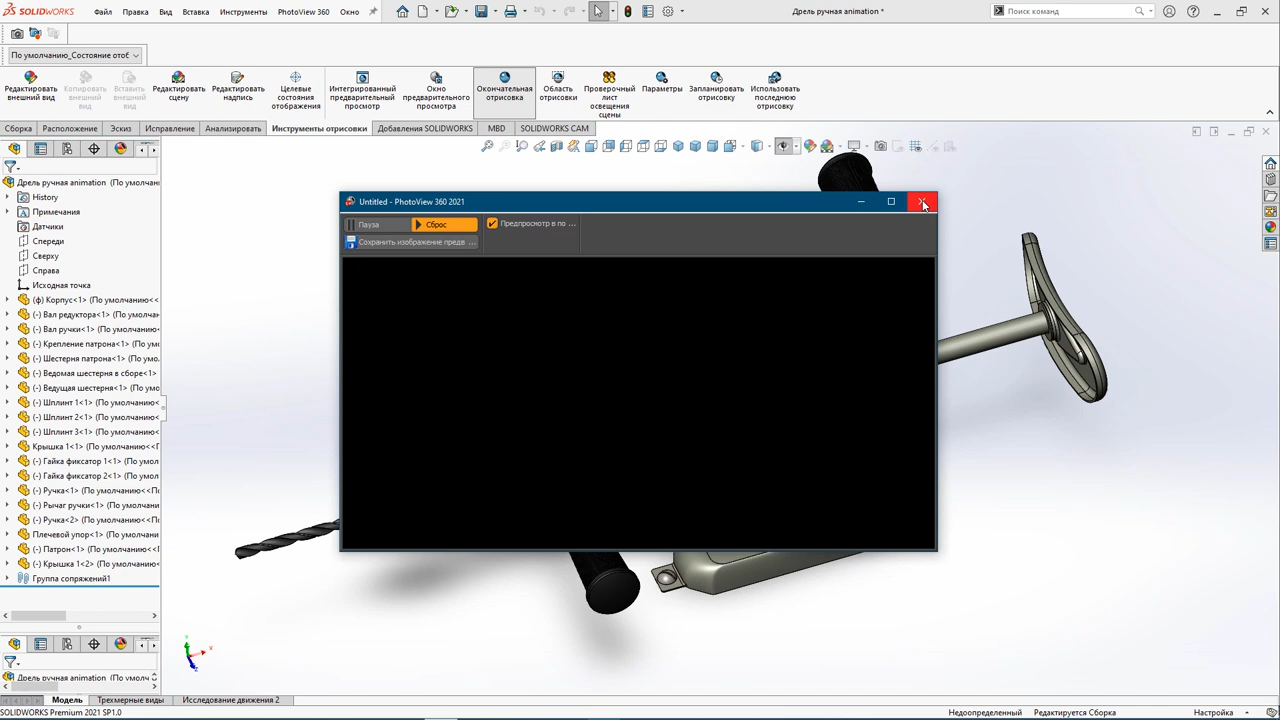 SOLIDWORKS Файл Правка Вид Вставка Инструменты PhotoView 360 Окно Дрель ручная animation * Поиск команд
По умолчанию_Состояние отоб
Редактировать внешний вид
Копировать внешний вид
Вставить внешний вид
Редактировать сцену
Редактировать надпись
Целевые состояния отображения
Интегрированный предварительный просмотр
Окно предварительного просмотра
Окончательная отрисовка
Область отрисовки
Проверочный лист освещения сцены
Параметры
Запланировать отрисовку
Использовать последнюю отрисовку
Сборка Расположение Эскиз Исправление Анализировать Инструменты отрисовки Добавления SOLIDWORKS MBD SOLIDWORKS CAM
Дрель ручная animation (По умолчан
History
Примечания
Датчики
Спереди
Сверху
Справа
Исходная точка
(ф) Корпус<1> (По умолчанию<<
(-) Вал редуктора<1> (По умолч
(-) Вал ручки<1> (По умолчани
(-) Крепление патрона<1> (По у
(-) Шестерня патрона<1> (По умо
(-) Ведомая шестерня в сборе<1>
(-) Ведущая шестерня<1> (По умо
(-) Шплинт 1<1> (По умолчанию
(-) Шплинт 2<1> (По умолчанию
(-) Шплинт 3<1> (По умолчанию
Крышка 1<1> (По умолчанию<<П
(-) Гайка фиксатор 1<1> (По умол
(-) Гайка фиксатор 2<1> (По умол
(-) Ручка<1> (По умолчанию<<По
(-) Рычаг ручки<1> (По умолчан
(-) Ручка<2> (По умолчанию<<По
Плечевой упор<1> (По умолчани
(-) Патрон<1> (По умолчанию<<
(-) Крышка 1<2> (По умолчанию
Группа сопряжений1
Untitled - PhotoView 360 2021
Пауза Сброс Предпросмотр в по ...
Сохранить изображение предв ...
Дрель ручная animation (По умолч
Модель Трехмерные виды Исследование движения 2
SOLIDWORKS Premium 2021 SP1.0 Недоопределенный Редактируется Сборка Настройка